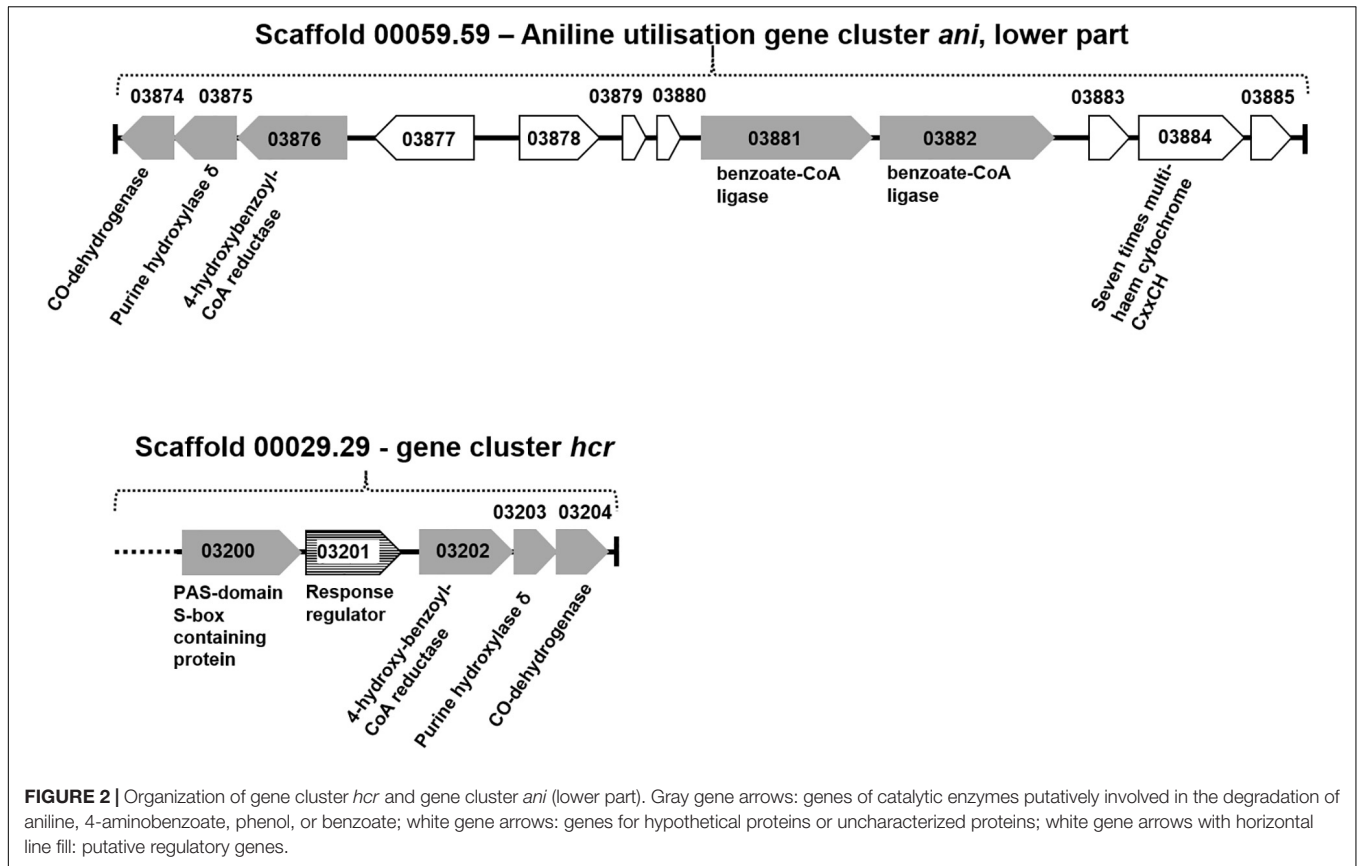 Scaffold 00059.59 – Aniline utilisation gene cluster ani, lower part
03874 03875 03879 03880 03883 03885
03876 03877 03878 03881 03882 03884
benzoate-CoA
ligase
benzoate-CoA
ligase
CO-dehydrogenase
Purine hydroxylase δ
4-hydroxybenzoyl-
CoA reductase
Seven times multi-
haem cytochrome
CxxCH
Scaffold 00029.29 - gene cluster hcr
03203 03204
03200 03201 03202
PAS-domain
S-box
containing
protein
Response
regulator
4-hydroxy-benzoyl-
CoA reductase
Purine hydroxylase δ
CO-dehydrogenase
FIGURE 2 | Organization of gene cluster hcr and gene cluster ani (lower part). Gray gene arrows: genes of catalytic enzymes putatively involved in the degradation of
aniline, 4-aminobenzoate, phenol, or benzoate; white gene arrows: genes for hypothetical proteins or uncharacterized proteins; white gene arrows with horizontal
line fill: putative regulatory genes.